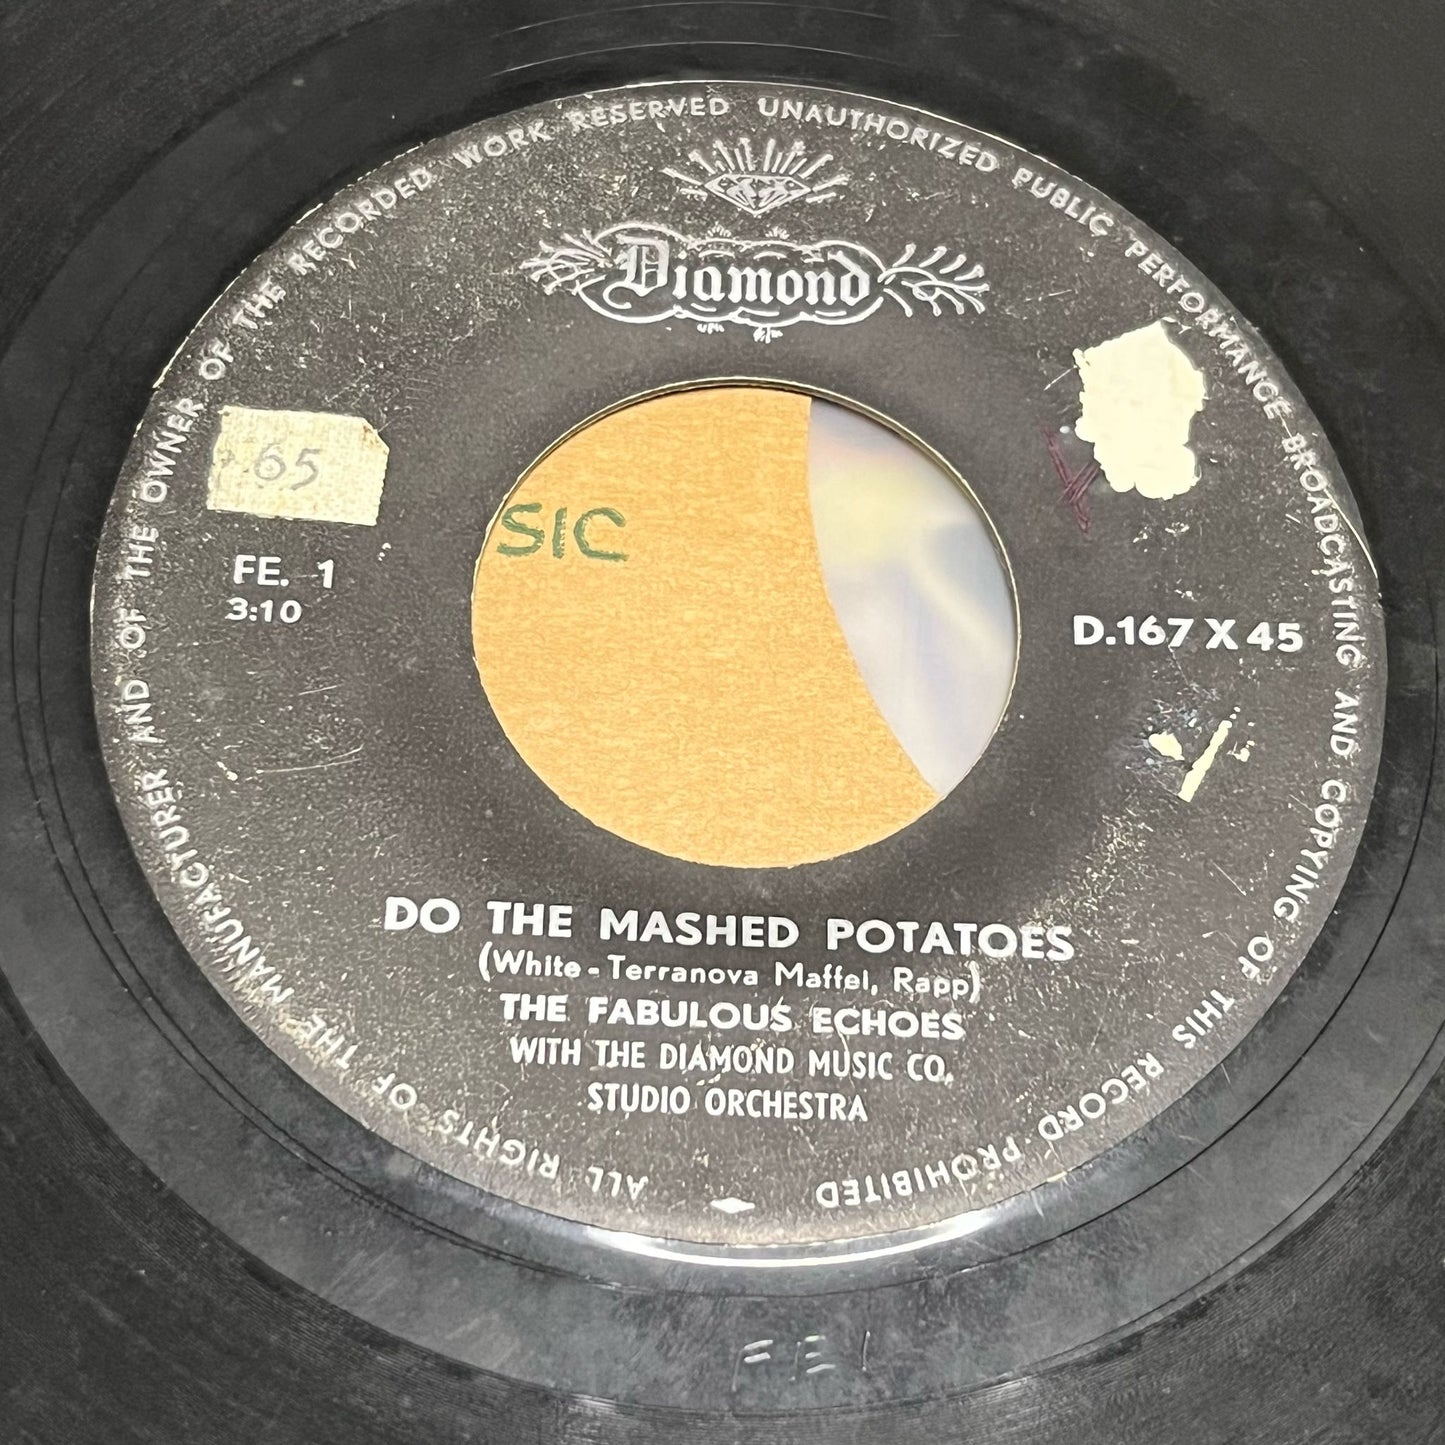 ALL RIGHTS OF THE MANUFACTURER AND OF THE OWNER OF THE RECORDED WORK RESERVED UNAUTHORIZED PUBLIC PERFORMANCE BROADCASTING AND COPYING OF THIS RECORD PROHIBITED
Diamond
65
SIC
FE. 1
3:10
D.167 X 45
DO THE MASHED POTATOES
(White - Terranova Maffei, Rapp)
THE FABULOUS ECHOES
WITH THE DIAMOND MUSIC CO.
STUDIO ORCHESTRA
FE1